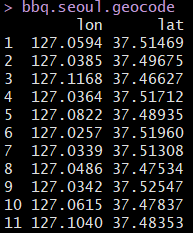 > bbq.seoul.geocode
lon lat
1 127.0594 37.51469
2 127.0385 37.49675
3 127.1168 37.46627
4 127.0364 37.51712
5 127.0822 37.48935
6 127.0257 37.51960
7 127.0339 37.51308
8 127.0486 37.47534
9 127.0342 37.52547
10 127.0615 37.47837
11 127.1040 37.48353